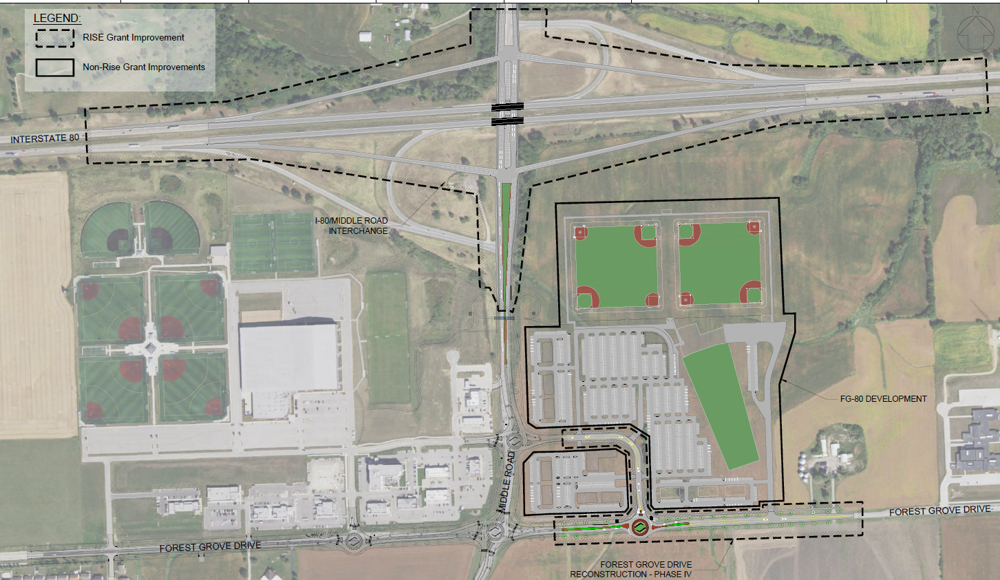 LEGEND:
RISE Grant Improvement
Non-Rise Grant Improvements
N
INTERSTATE 80
I-80/MIDDLE ROAD
INTERCHANGE
FG-80 DEVELOPMENT
MIDDLE ROAD
FOREST GROVE DRIVE
FOREST GROVE DRIVE
FOREST GROVE DRIVE
RECONSTRUCTION - PHASE IV